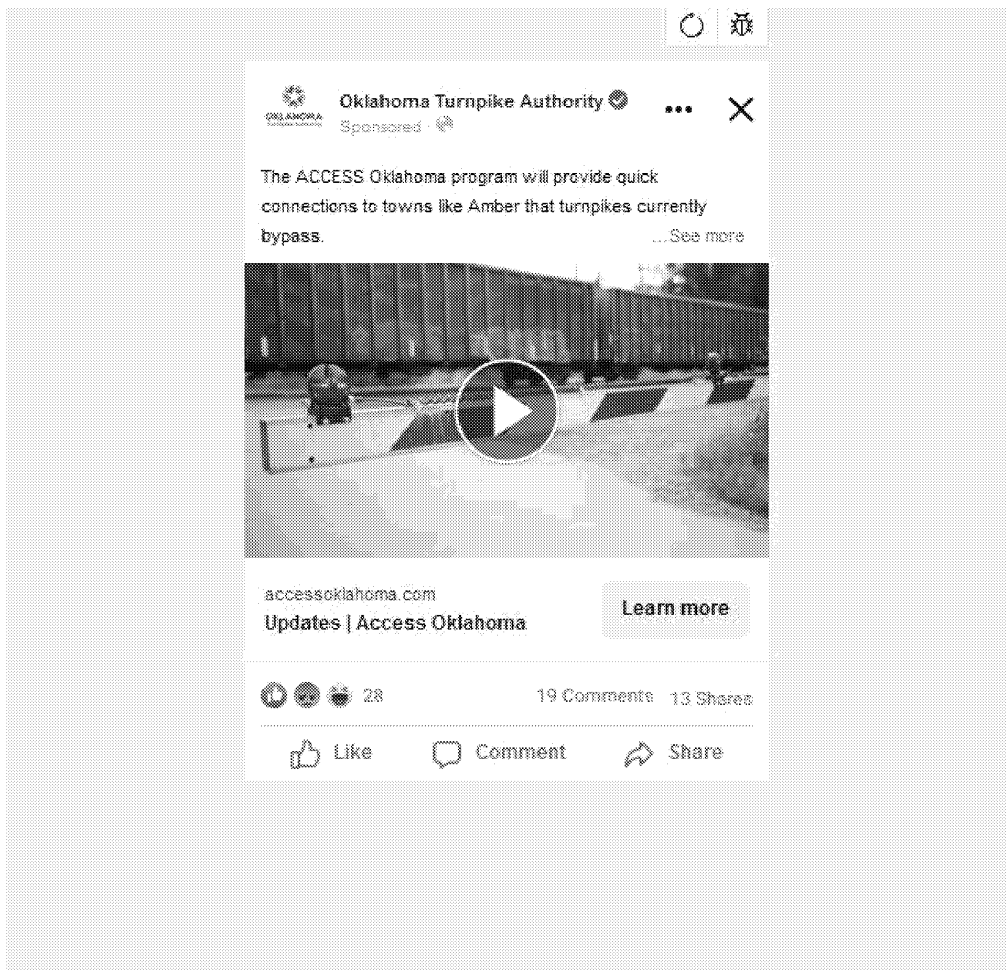 OKLAHOMA
Oklahoma Turnpike Authority
Sponsored ·
The ACCESS Oklahoma program will provide quick
connections to towns like Amber that turnpikes currently
bypass.
...See more
accessoklahoma.com
Updates | Access Oklahoma
Learn more
28
19 Comments
13 Shares
Like
Comment
Share